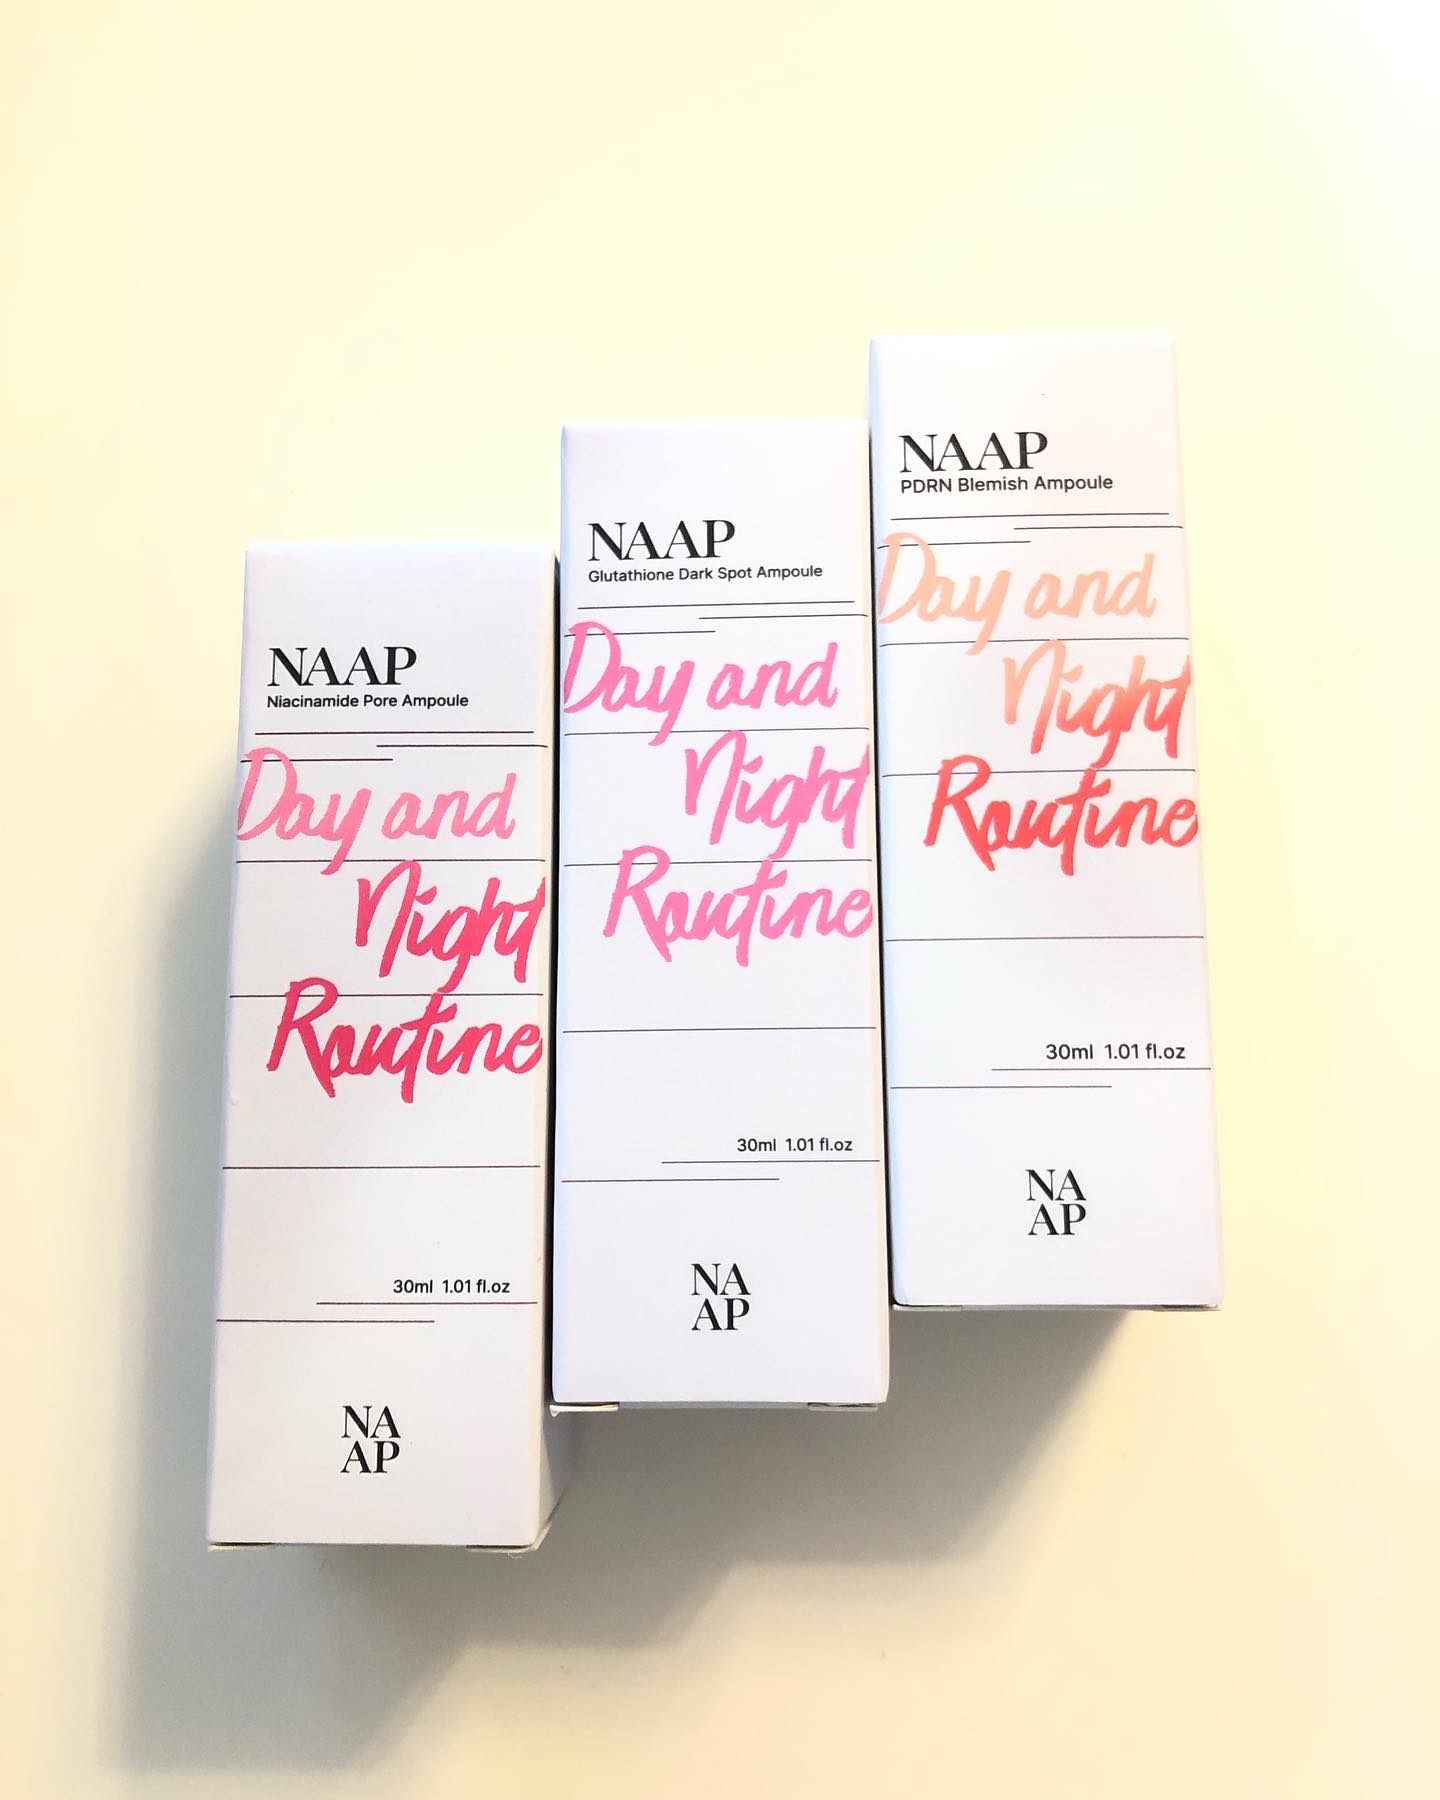 NAAP
Niacinamide Pore Ampoule
Day and
Night
Routine
30ml 1.01 fl.oz
NA
AP
NAAP
Glutathione Dark Spot Ampoule
Day and
Night
Routine
30ml 1.01 fl.oz
NA
AP
NAAP
PDRN Blemish Ampoule
Day and
Night
Routine
30ml 1.01 fl.oz
NA
AP